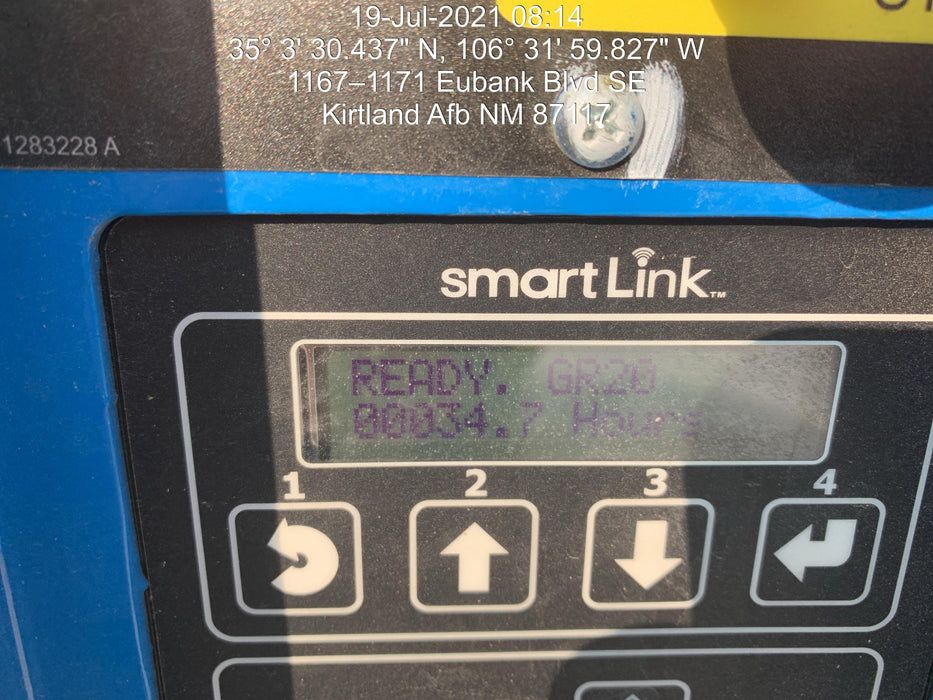 19-Jul-2021 08:14
35° 3' 30.437" N, 106° 31' 59.827" W
1167–1171 Eubank Blvd SE
Kirtland Afb NM 87117
1283228 A
smartLink™
READY. GR20
00034.7 Hours
1 2 3 4